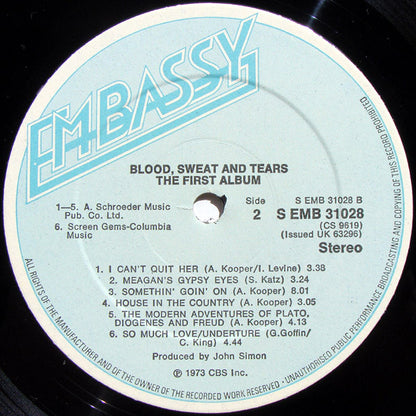 EMBASSY
BLOOD, SWEAT AND TEARS
THE FIRST ALBUM
1—5. A. Schroeder Music
Pub. Co. Ltd.
6. Screen Gems-Columbia
Music
Side
2
S EMB 31028 B
S EMB 31028
(CS 9619)
(Issued UK 63296)
Stereo
1. I CAN'T QUIT HER (A. Kooper/I. Levine) 3.38
2. MEAGAN'S GYPSY EYES (S. Katz) 3.24
3. SOMETHIN' GOIN' ON (A. Kooper) 8.01
4. HOUSE IN THE COUNTRY (A. Kooper) 3.05
5. THE MODERN ADVENTURES OF PLATO,
DIOGENES AND FREUD (A. Kooper) 4.13
6. SO MUCH LOVE/UNDERTURE (G.Goffin/
C. King) 4.44
Produced by John Simon
℗ 1973 CBS Inc.
ALL RIGHTS OF THE MANUFACTURER AND OF THE OWNER OF THE RECORDED WORK RESERVED · UNAUTHORISED PUBLIC PERFORMANCE BROADCASTING AND COPYING OF THIS RECORD PROHIBITED